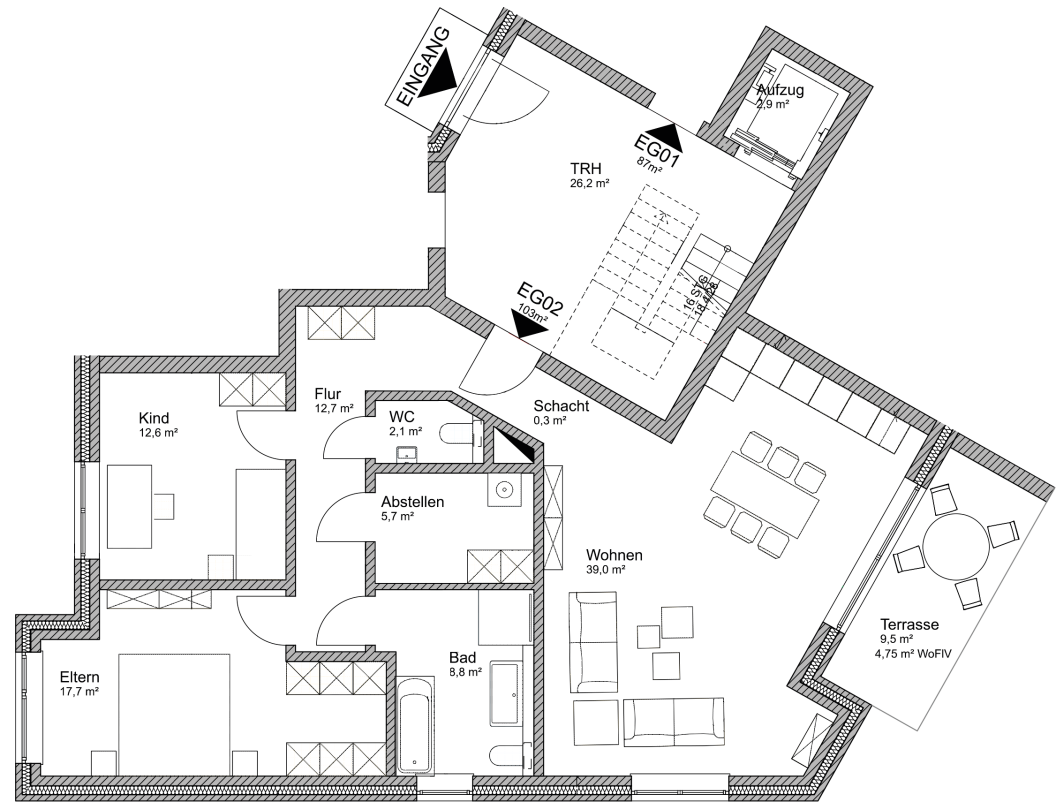 EINGANG
Aufzug
2,9 m²
EG01
87m²
TRH
26,2 m²
EG02
103m²
Flur
12,7 m²
Kind
12,6 m²
WC
2,1 m²
Schacht
0,3 m²
Abstellen
5,7 m²
Wohnen
39,0 m²
Terrasse
9,5 m²
4,75 m² WoFIV
Eltern
17,7 m²
Bad
8,8 m²